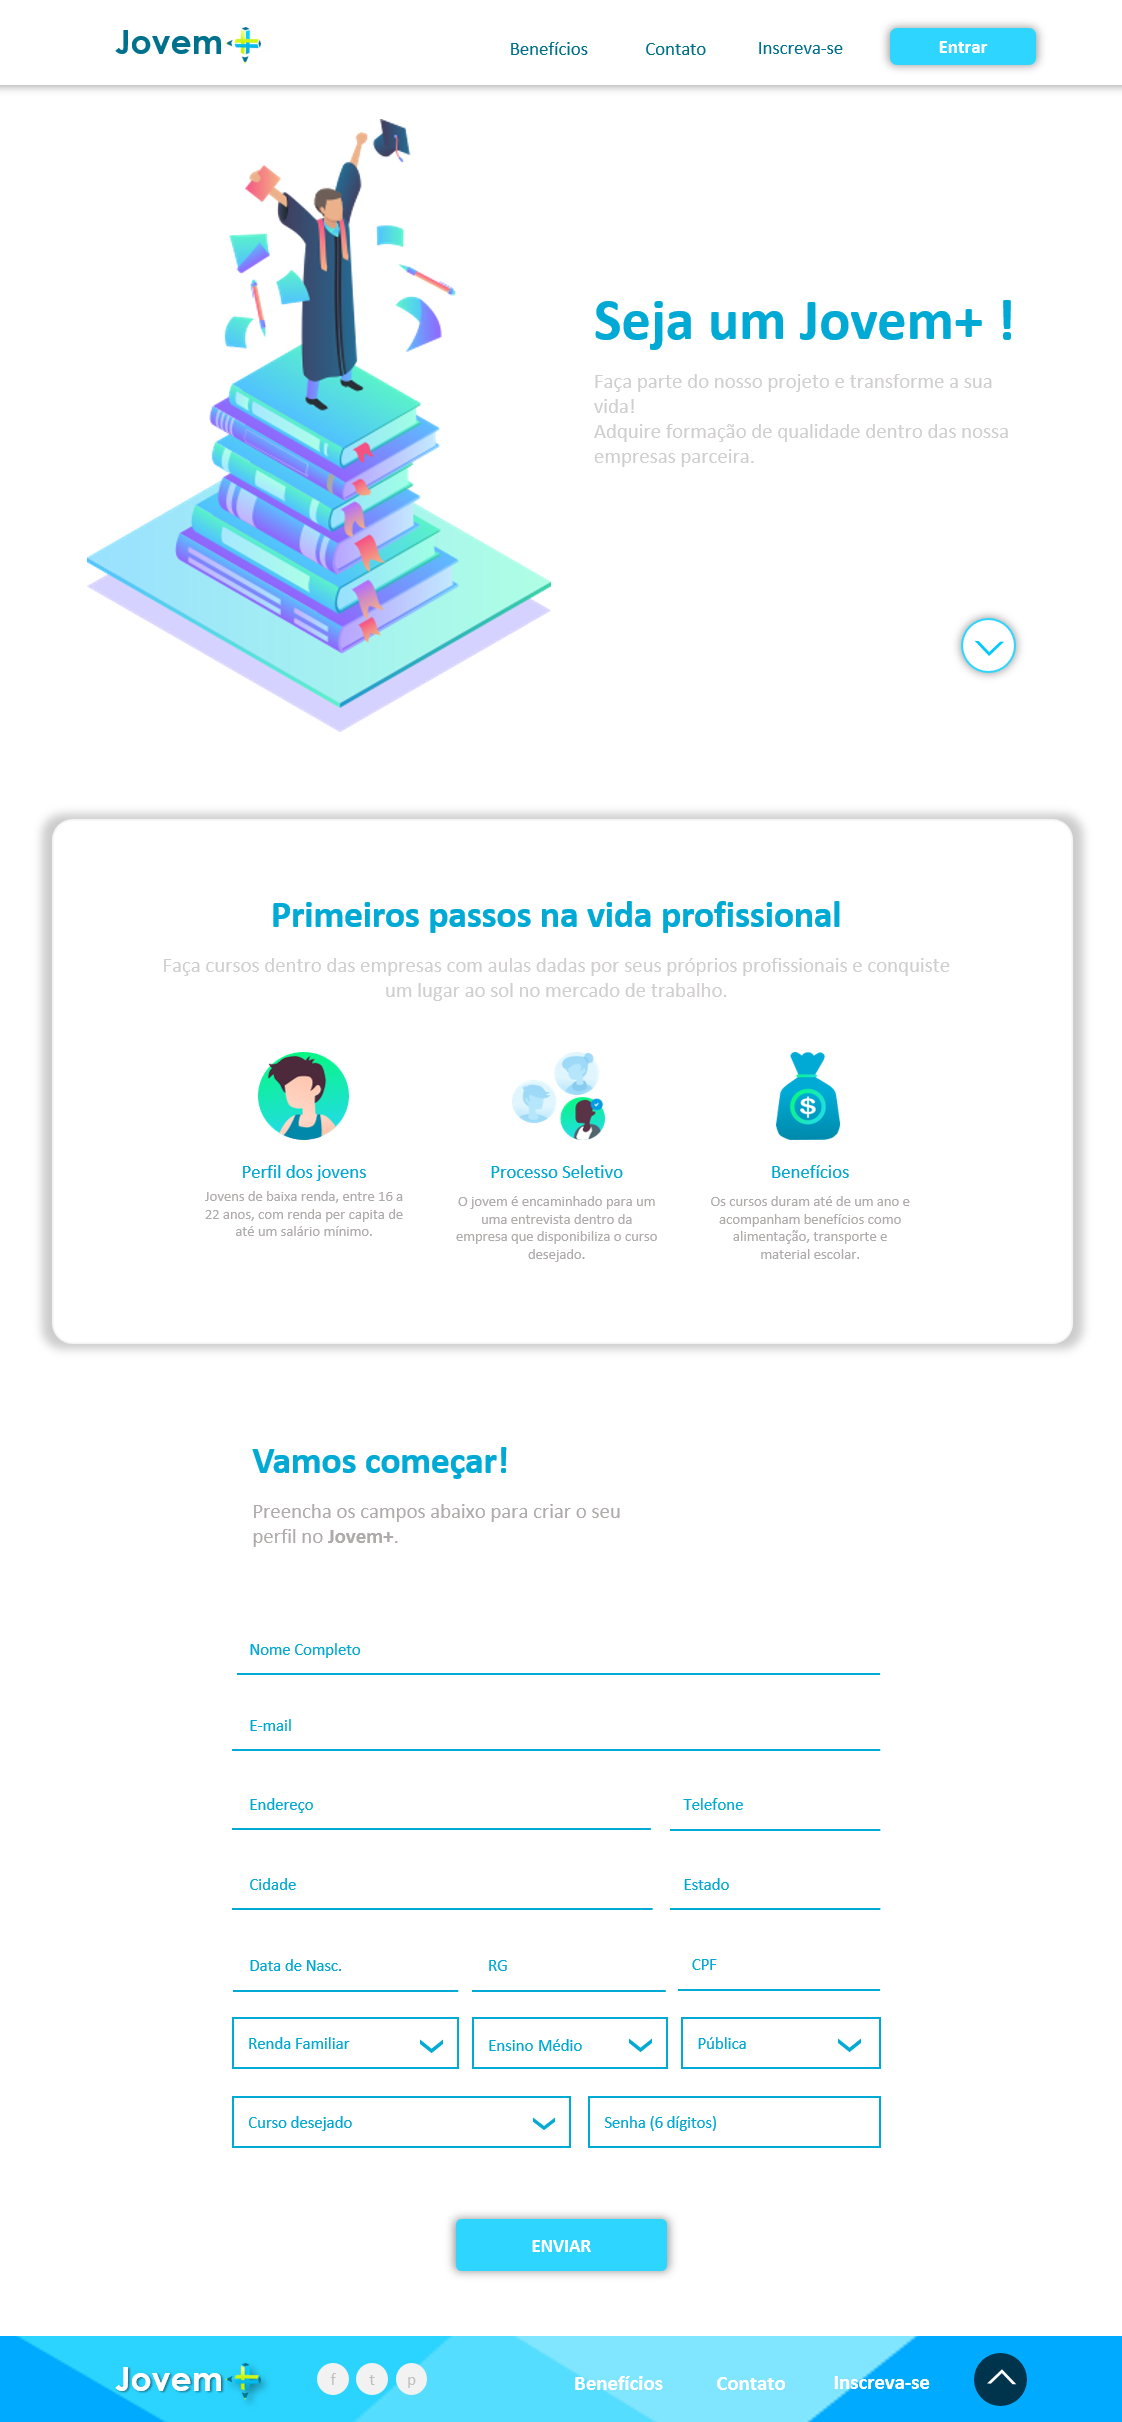 Jovem
Benefícios
Contato
Inscreva-se
Entrar
Seja um Jovem+ !
Faça parte do nosso projeto e transforme a sua
vida!
Adquire formação de qualidade dentro das nossa
empresas parceira.
Primeiros passos na vida profissional
Faça cursos dentro das empresas com aulas dadas por seus próprios profissionais e conquiste
um lugar ao sol no mercado de trabalho.
$
Perfil dos jovens
Jovens de baixa renda, entre 16 a
22 anos, com renda per capita de
até um salário mínimo.
Processo Seletivo
O jovem é encaminhado para um
uma entrevista dentro da
empresa que disponibiliza o curso
desejado.
Benefícios
Os cursos duram até de um ano e
acompanham benefícios como
alimentação, transporte e
material escolar.
Vamos começar!
Preencha os campos abaixo para criar o seu
perfil no Jovem+.
Nome Completo
E-mail
Endereço
Telefone
Cidade
Estado
Data de Nasc.
RG
CPF
Renda Familiar
Ensino Médio
Pública
Curso desejado
Senha (6 dígitos)
ENVIAR
Jovem
f
t
p
Benefícios
Contato
Inscreva-se